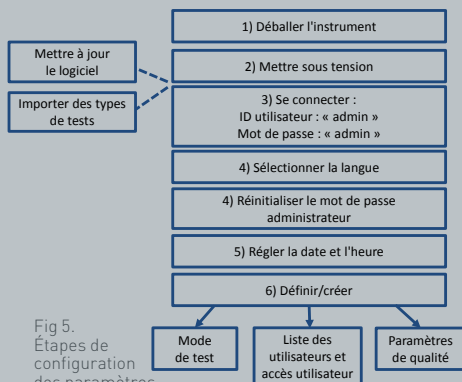 1) Déballer l'instrument
Mettre à jour
le logiciel
2) Mettre sous tension
Importer des types
de tests
3) Se connecter :
ID utilisateur : « admin »
Mot de passe : « admin »
4) Sélectionner la langue
4) Réinitialiser le mot de passe
administrateur
5) Régler la date et l'heure
6) Définir/créer
Mode
de test
Liste des
utilisateurs et
accès utilisateur
Paramètres
de qualité
Fig 5.
Étapes de
configuration
des paramètres